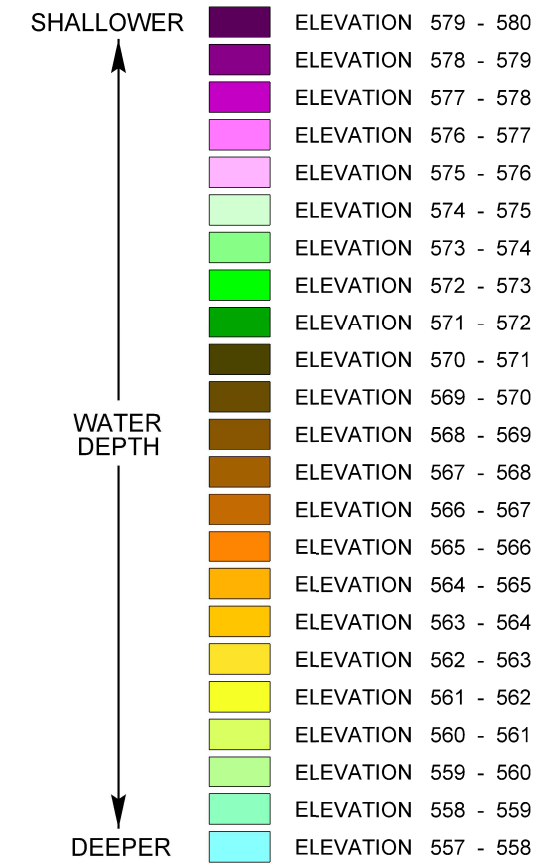 SHALLOWER
ELEVATION 579 - 580
ELEVATION 578 - 579
ELEVATION 577 - 578
ELEVATION 576 - 577
ELEVATION 575 - 576
ELEVATION 574 - 575
ELEVATION 573 - 574
ELEVATION 572 - 573
ELEVATION 571 - 572
ELEVATION 570 - 571
ELEVATION 569 - 570
WATER
DEPTH
ELEVATION 568 - 569
ELEVATION 567 - 568
ELEVATION 566 - 567
ELEVATION 565 - 566
ELEVATION 564 - 565
ELEVATION 563 - 564
ELEVATION 562 - 563
ELEVATION 561 - 562
ELEVATION 560 - 561
ELEVATION 559 - 560
ELEVATION 558 - 559
DEEPER
ELEVATION 557 - 558